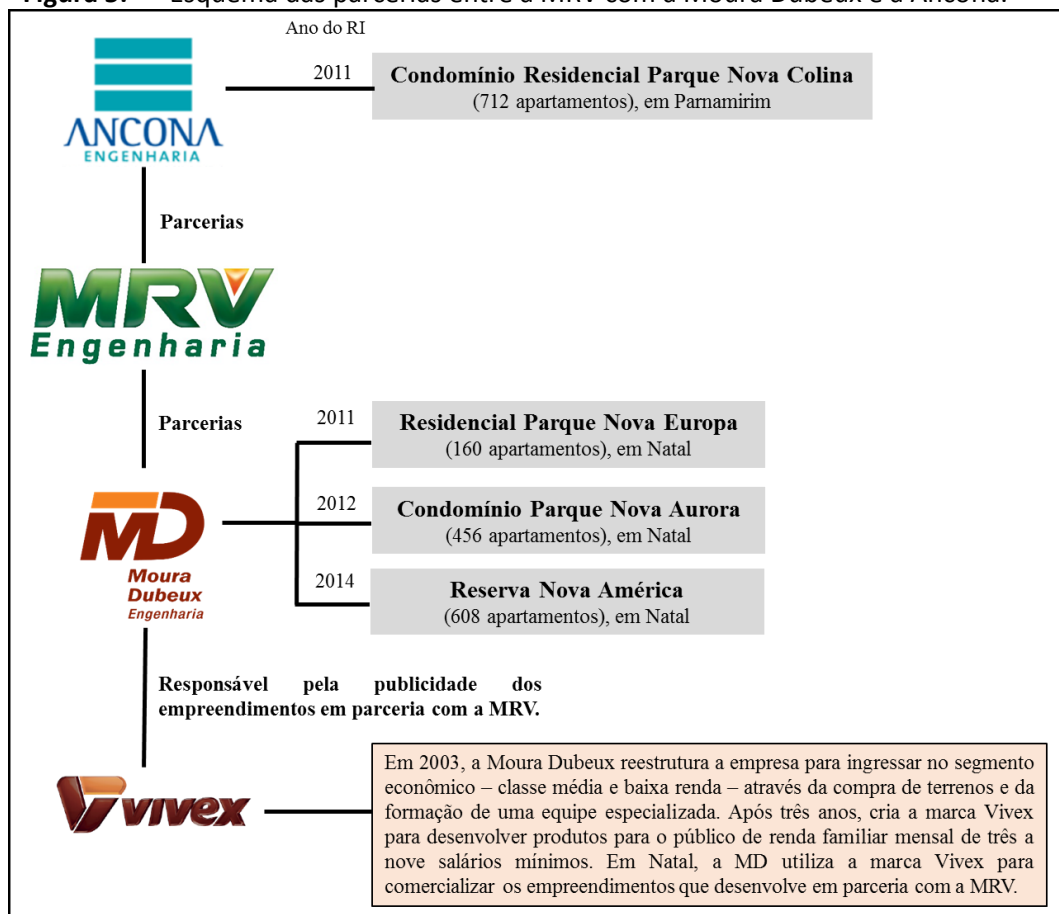 Figura 5. Esquema das parcerias entre a MRV com a Moura Dubeux e a Ancona.
Ano do RI
ANCONA
ENGENHARIA
2011
Condomínio Residencial Parque Nova Colina
(712 apartamentos), em Parnamirim
Parcerias
MRV
Engenharia
Parcerias
2011
Residencial Parque Nova Europa
(160 apartamentos), em Natal
MD
Moura
Dubeux
Engenharia
2012
Condomínio Parque Nova Aurora
(456 apartamentos), em Natal
2014
Reserva Nova América
(608 apartamentos), em Natal
Responsável pela publicidade dos
empreendimentos em parceria com a MRV.
vivex
Em 2003, a Moura Dubeux reestrutura a empresa para ingressar no segmento
econômico – classe média e baixa renda – através da compra de terrenos e da
formação de uma equipe especializada. Após três anos, cria a marca Vivex
para desenvolver produtos para o público de renda familiar mensal de três a
nove salários mínimos. Em Natal, a MD utiliza a marca Vivex para
comercializar os empreendimentos que desenvolve em parceria com a MRV.